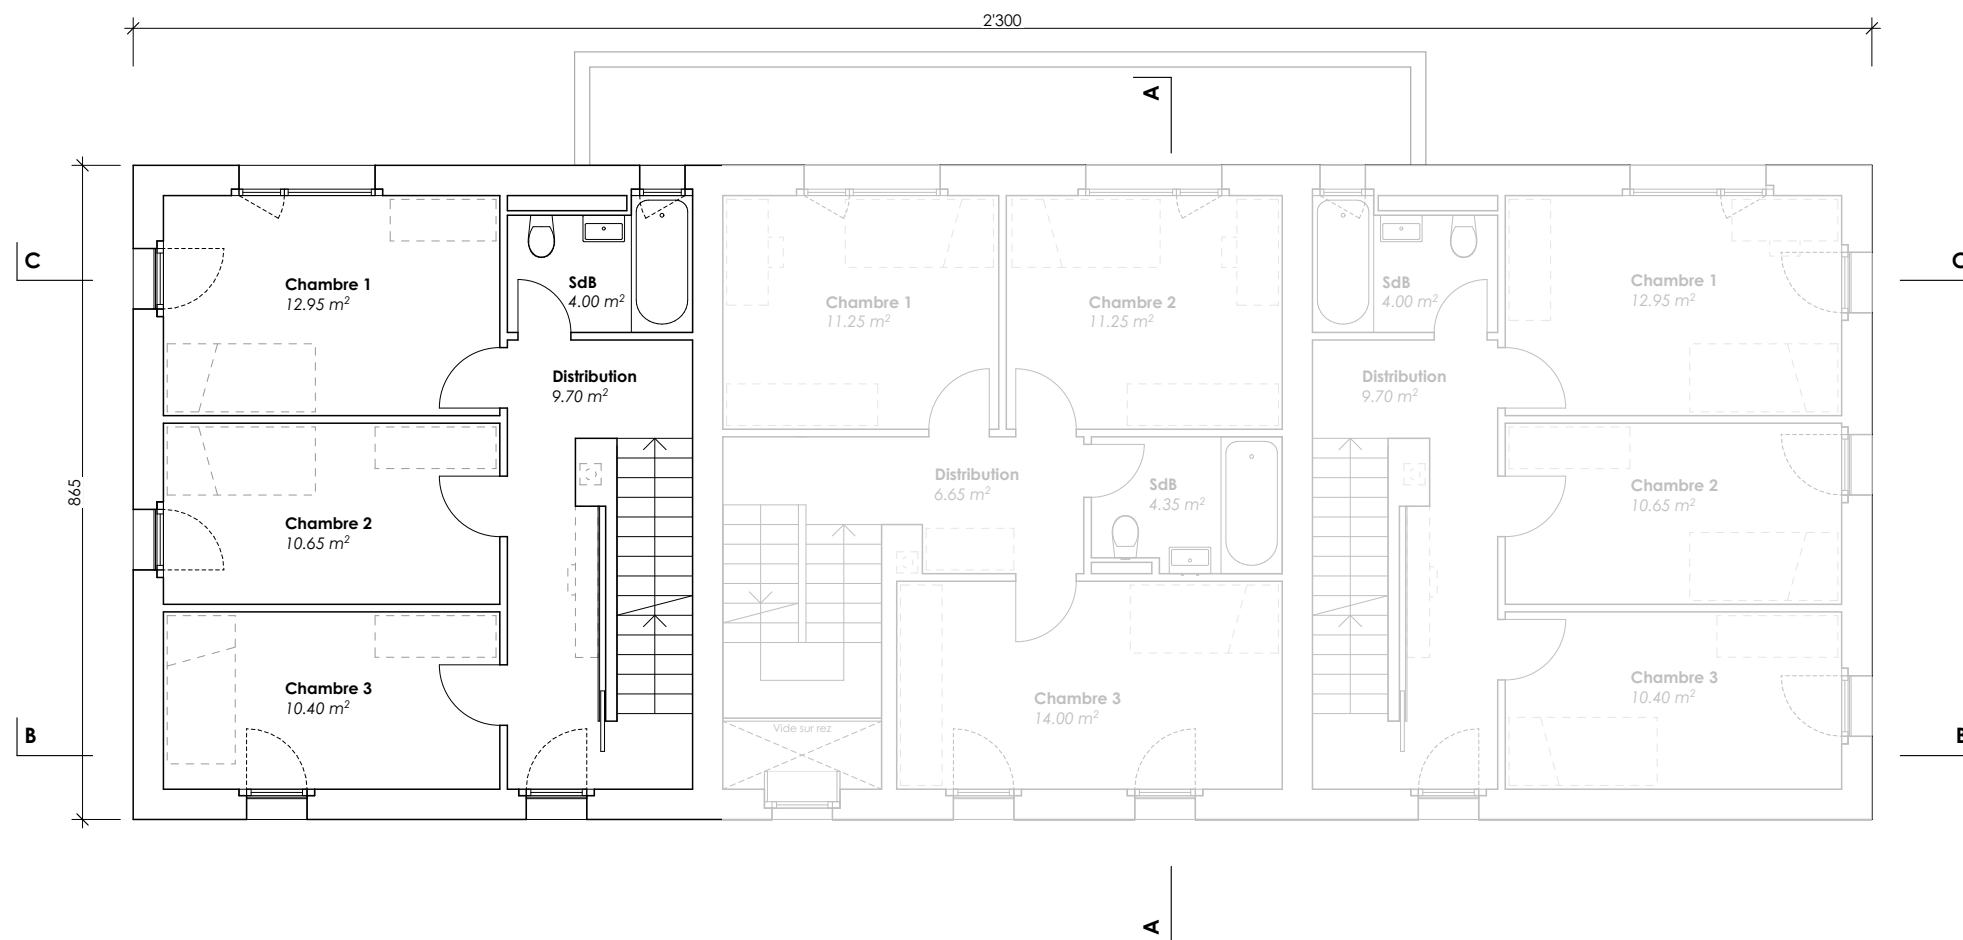 2'300
A
865
C
Chambre 1
12.95 m²
SdB
4.00 m²
Distribution
9.70 m²
Chambre 2
10.65 m²
Chambre 3
10.40 m²
B
Chambre 1
11.25 m²
Chambre 2
11.25 m²
Distribution
6.65 m²
SdB
4.35 m²
Vide sur rez
Chambre 3
14.00 m²
SdB
4.00 m²
Distribution
9.70 m²
Chambre 1
12.95 m²
Chambre 2
10.65 m²
Chambre 3
10.40 m²
C
B
A